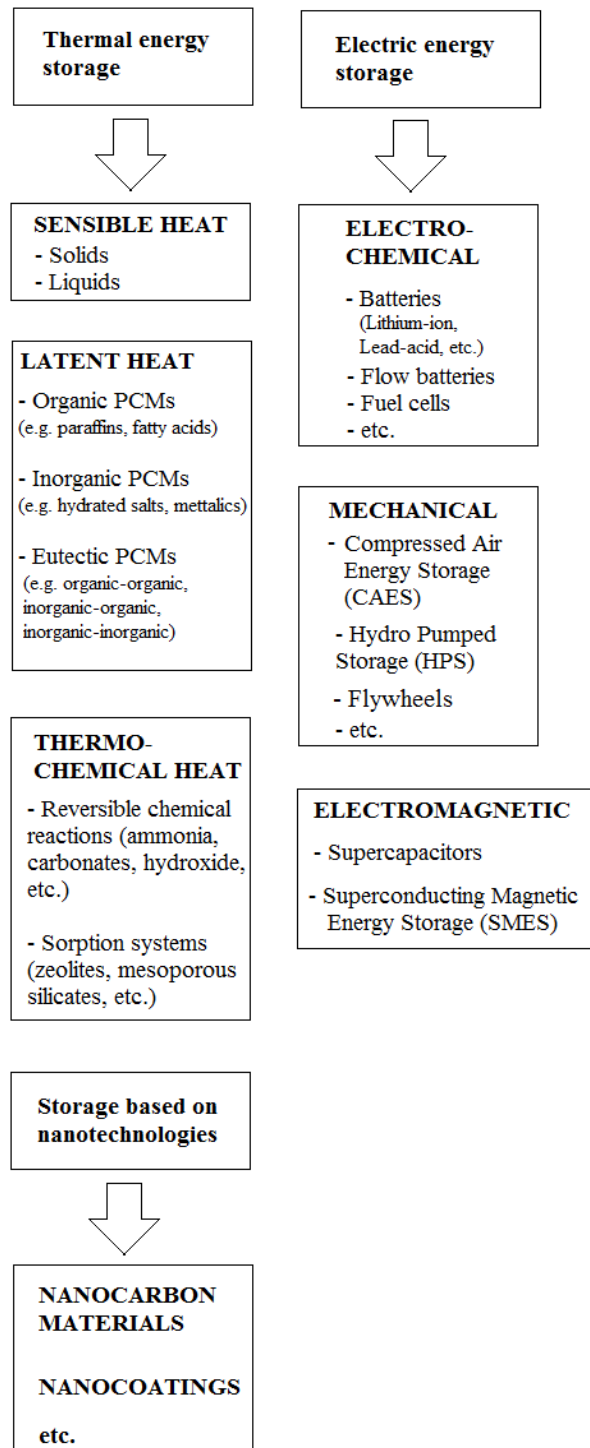 Thermal energy
storage
SENSIBLE HEAT
- Solids
- Liquids
LATENT HEAT
- Organic PCMs
(e.g. paraffins, fatty acids)
- Inorganic PCMs
(e.g. hydrated salts, mettalics)
- Eutectic PCMs
(e.g. organic-organic,
inorganic-organic,
inorganic-inorganic)
THERMO-
CHEMICAL HEAT
- Reversible chemical
reactions (ammonia,
carbonates, hydroxide,
etc.)
- Sorption systems
(zeolites, mesoporous
silicates, etc.)
Electric energy
storage
ELECTRO-
CHEMICAL
- Batteries
(Lithium-ion,
Lead-acid, etc.)
- Flow batteries
- Fuel cells
- etc.
MECHANICAL
- Compressed Air
Energy Storage
(CAES)
- Hydro Pumped
Storage (HPS)
- Flywheels
- etc.
ELECTROMAGNETIC
- Supercapacitors
- Superconducting Magnetic
Energy Storage (SMES)
Storage based on
nanotechnologies
NANOCARBON
MATERIALS
NANOCOATINGS
etc.